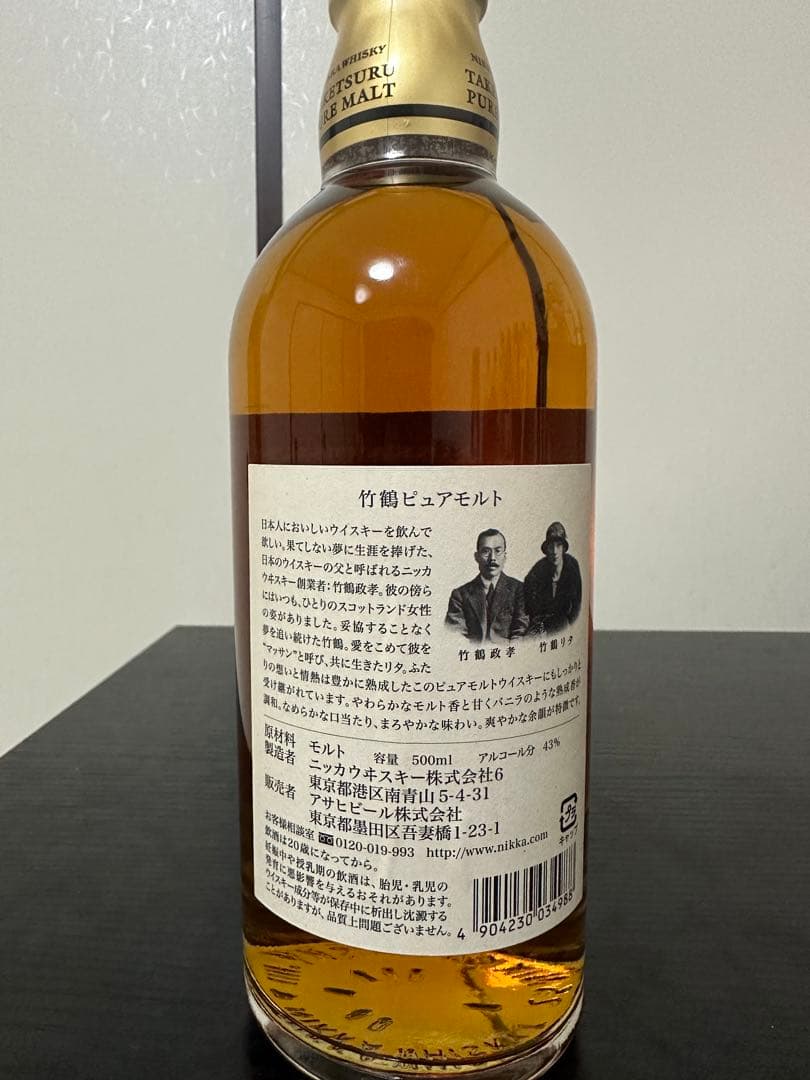 WHISKY
KETSURU
RE MALT
TAK
PUR
竹鶴ピュアモルト
日本人においしいウイスキーを飲んで
欲しい。果てしない夢に生涯を捧げた、
日本のウイスキーの父と呼ばれるニッカ
ウヰスキー創業者：竹鶴政孝。彼の傍ら
にはいつも、ひとりのスコットランド女性
の姿がありました。妥協することなく
夢を追い続けた竹鶴。愛をこめて彼を
“マッサン”と呼び、共に生きたリタ。ふた
りの想いと情熱は豊かに熟成したこのピュアモルトウイスキーにもしっかりと
受け継がれています。やわらかなモルト香と甘くバニラのような熟成香が
調和。なめらかな口当たり、まろやかな味わい。爽やかな余韻が特徴です。
竹鶴政孝 竹鶴リタ
原材料 モルト 容量 500ml アルコール分 43%
製造者 ニッカウヰスキー株式会社6
東京都港区南青山5-4-31
販売者 アサヒビール株式会社
東京都墨田区吾妻橋1-23-1
お客様相談室 0120-019-993 http://www.nikka.com
飲酒は20歳になってから。
妊娠中や授乳期の飲酒は、胎児・乳児の
発育に悪影響を与えるおそれがあります。
ウイスキー成分等が保存中に析出し沈澱する
ことがありますが、品質上問題ございません。
プラ
キャップ
4 904230 034988